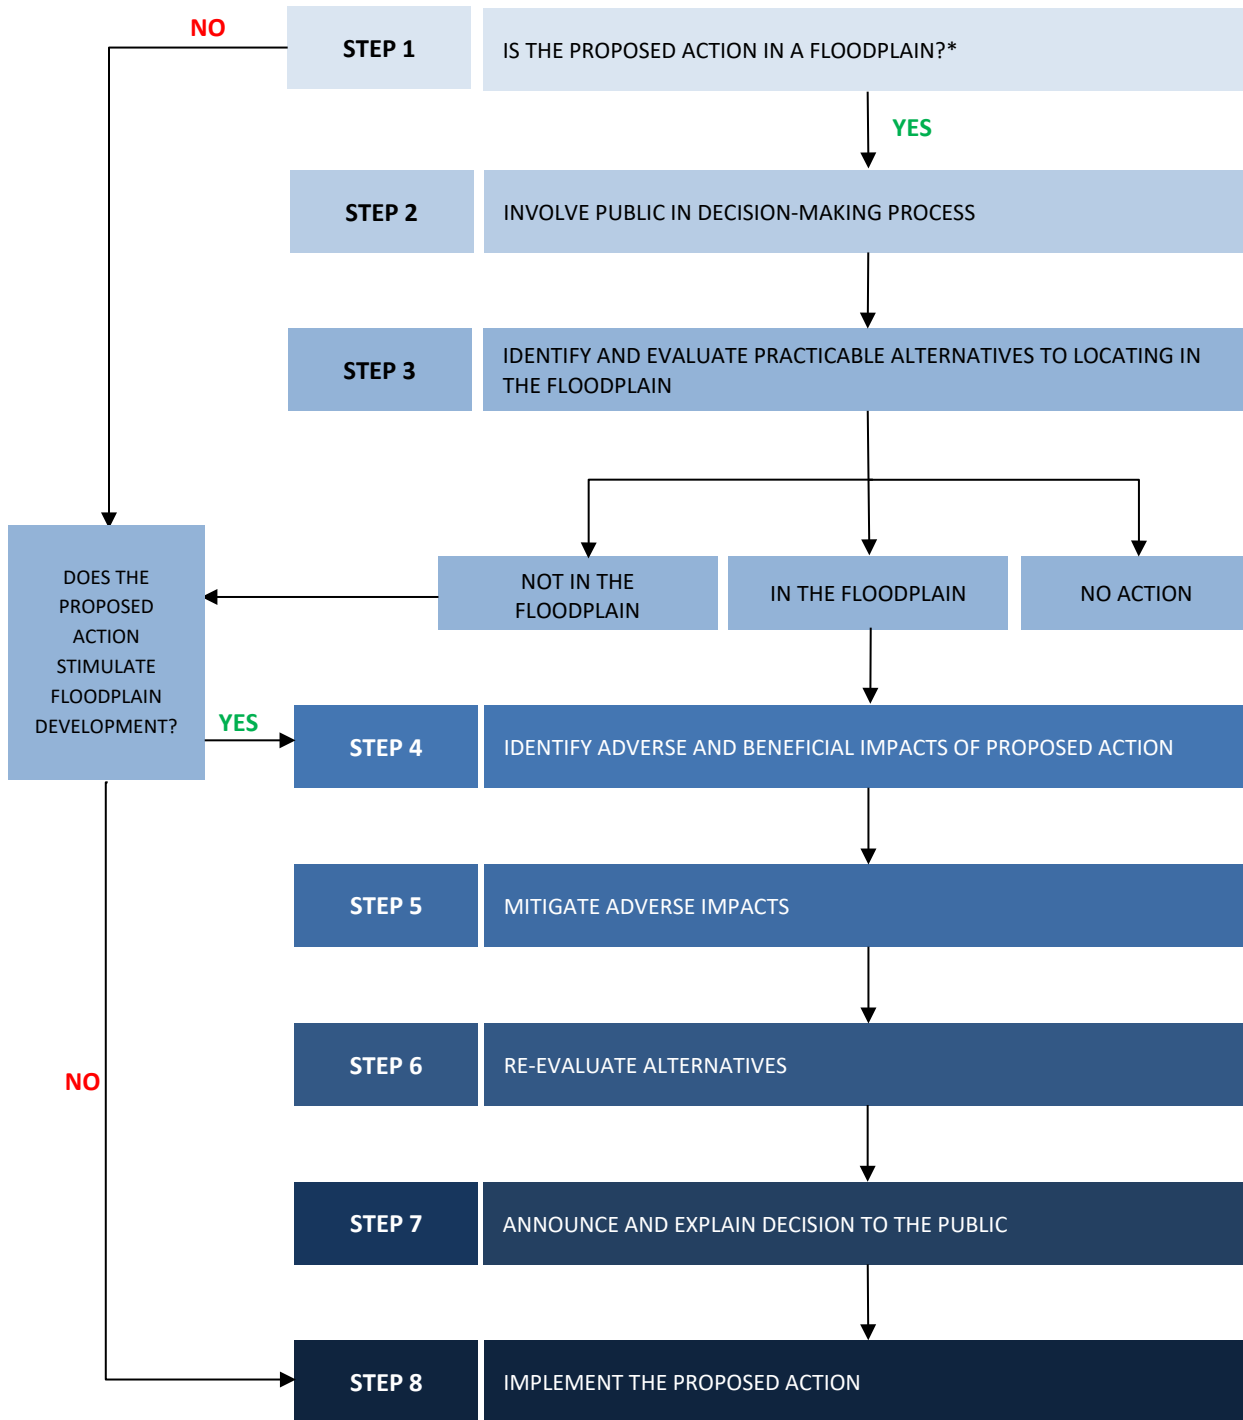 NO
STEP 1
IS THE PROPOSED ACTION IN A FLOODPLAIN?*
YES
STEP 2
INVOLVE PUBLIC IN DECISION-MAKING PROCESS
STEP 3
IDENTIFY AND EVALUATE PRACTICABLE ALTERNATIVES TO LOCATING IN
THE FLOODPLAIN
NOT IN THE
FLOODPLAIN
IN THE FLOODPLAIN
NO ACTION
DOES THE
PROPOSED
ACTION
STIMULATE
FLOODPLAIN
DEVELOPMENT?
YES
STEP 4
IDENTIFY ADVERSE AND BENEFICIAL IMPACTS OF PROPOSED ACTION
STEP 5
MITIGATE ADVERSE IMPACTS
STEP 6
RE-EVALUATE ALTERNATIVES
NO
STEP 7
ANNOUNCE AND EXPLAIN DECISION TO THE PUBLIC
STEP 8
IMPLEMENT THE PROPOSED ACTION